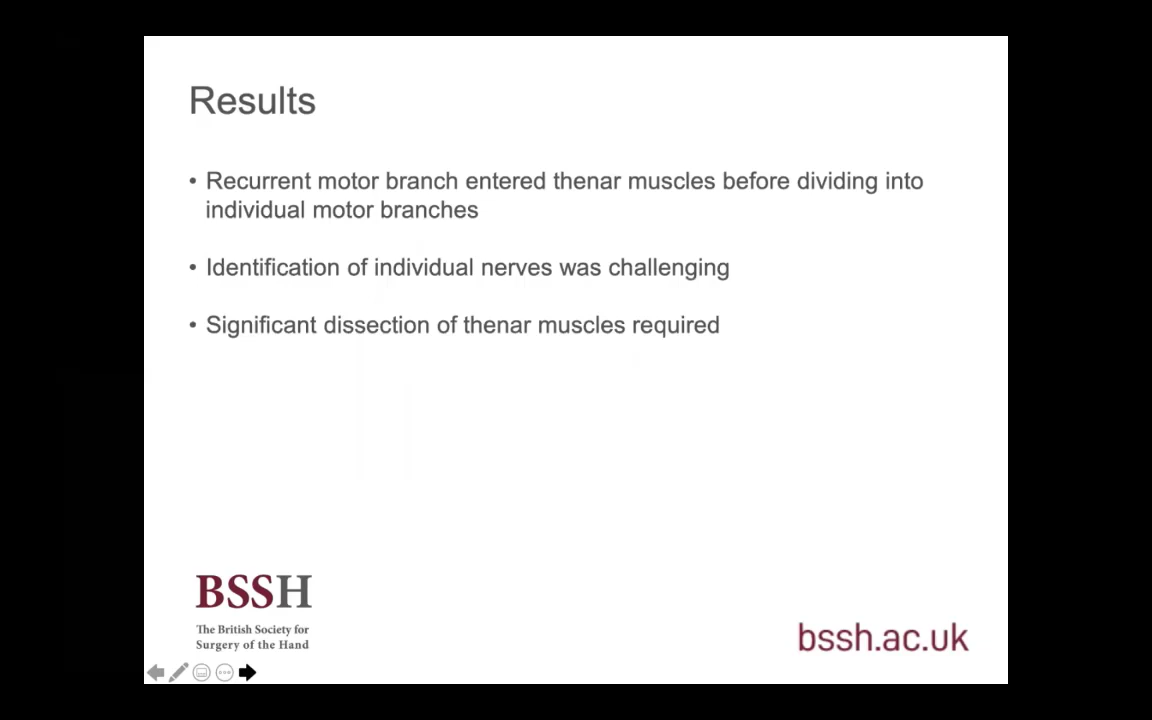 Results
• Recurrent motor branch entered thenar muscles before dividing into
individual motor branches
• Identification of individual nerves was challenging
• Significant dissection of thenar muscles required
BSSH
The British Society for
Surgery of the Hand
bssh.ac.uk